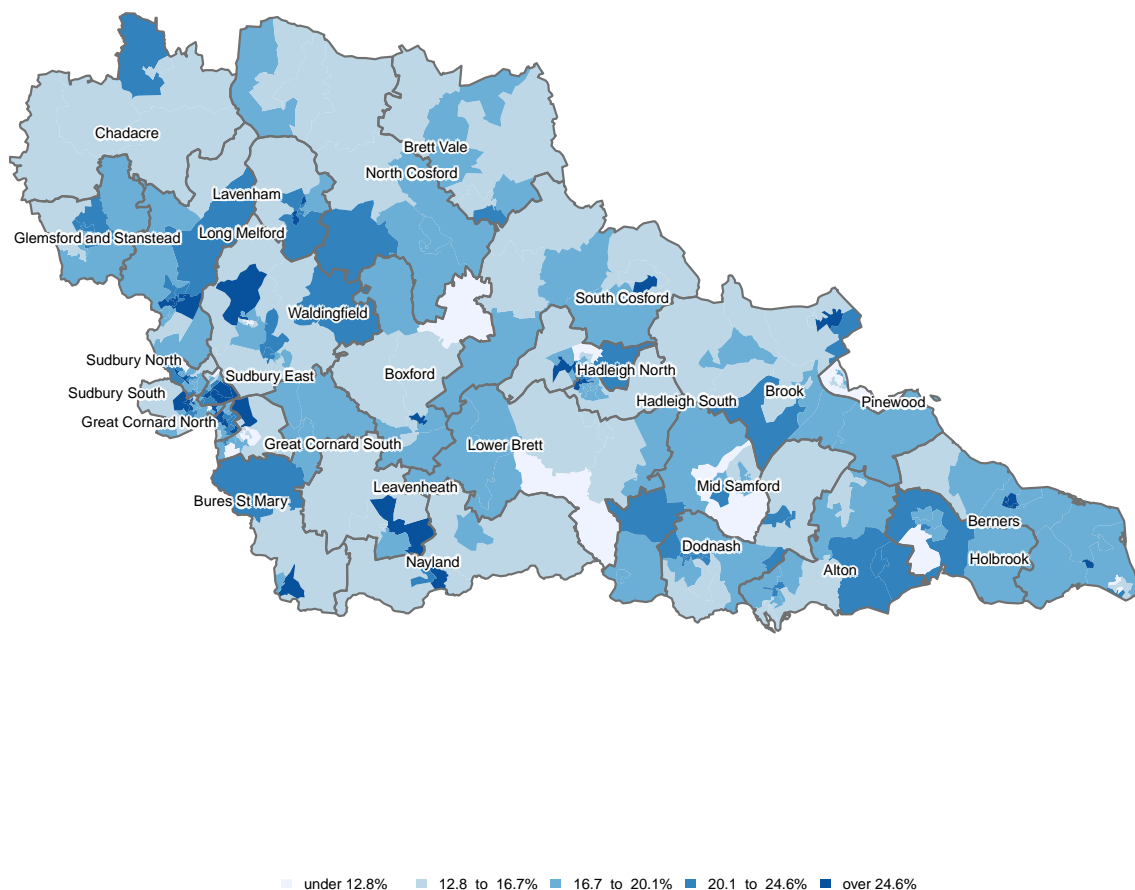 Chadacre
Brett Vale
North Cosford
Lavenham
Long Melford
Glemsford and Stanstead
South Cosford
Waldingfield
Sudbury North
Sudbury East
Boxford
Hadleigh North
Sudbury South
Brook
Hadleigh South
Pinewood
Great Cornard North
Great Cornard South
Lower Brett
Leavenheath
Mid Samford
Bures St Mary
Berners
Dodnash
Holbrook
Nayland
Alton
under 12.8%
12.8 to 16.7%
16.7 to 20.1%
20.1 to 24.6%
over 24.6%